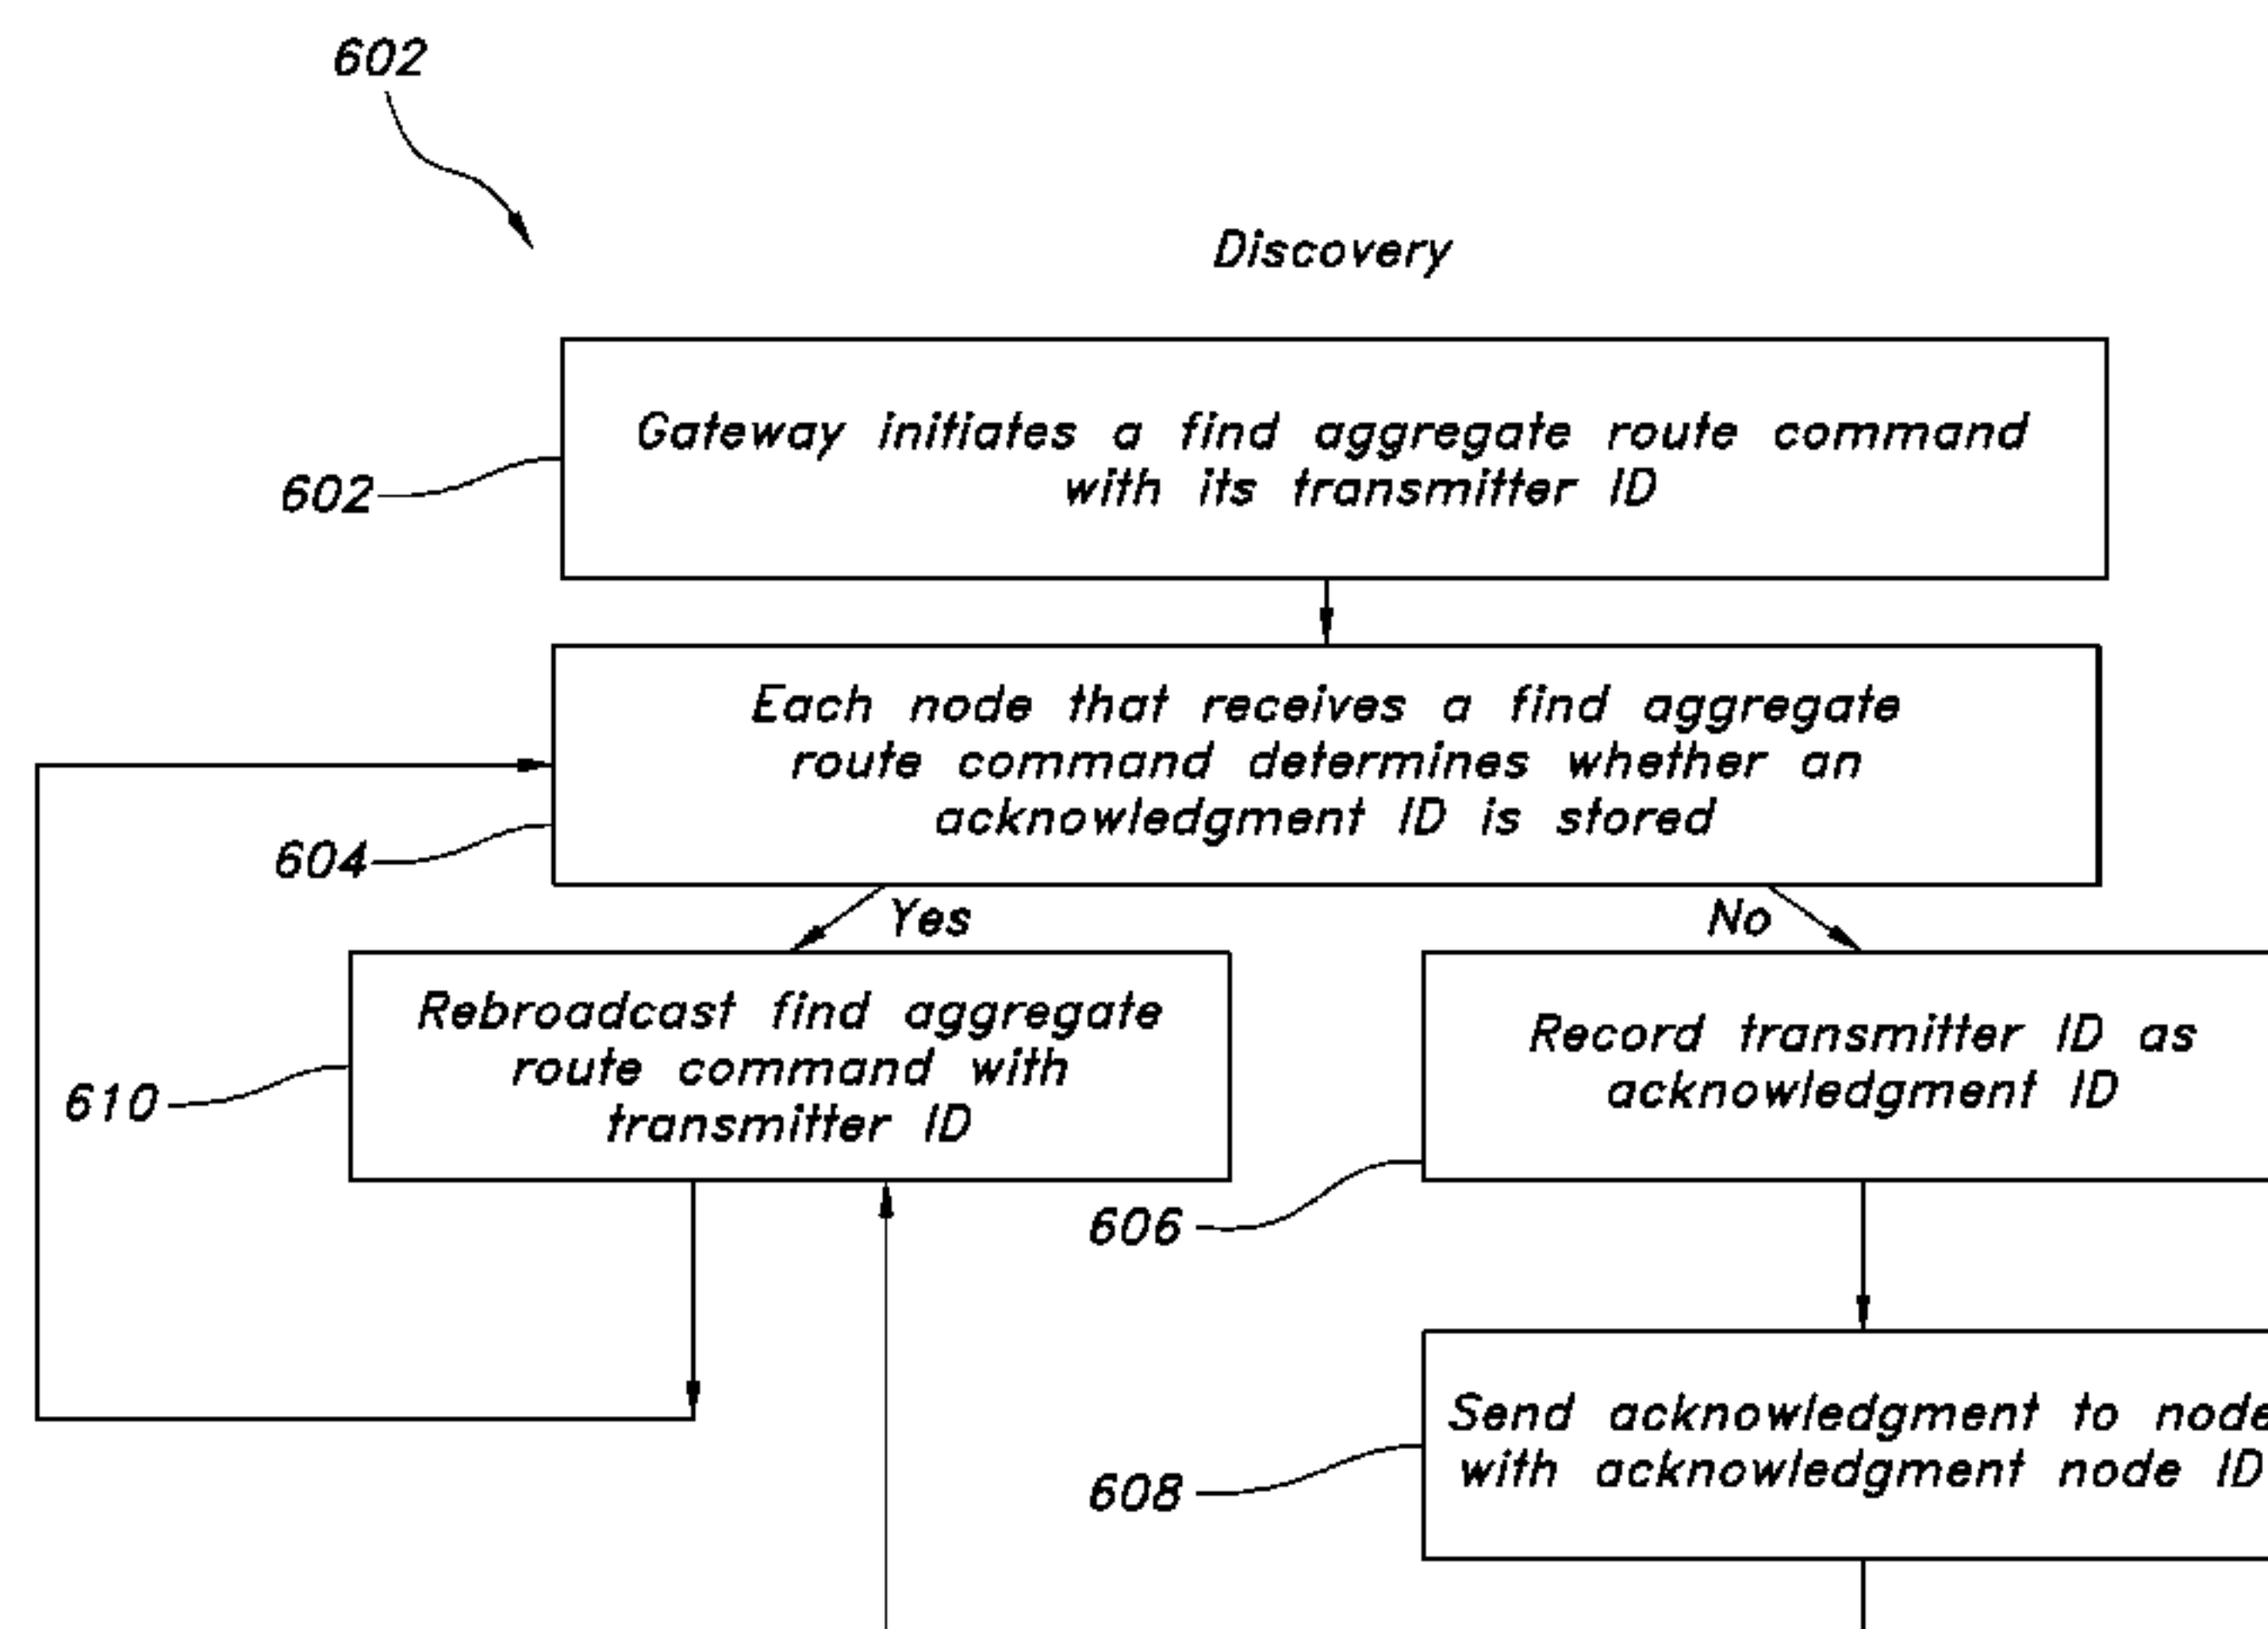 602
Discovery
Gateway initiates a find aggregate route command
with its transmitter ID
602
Each node that receives a find aggregate
route command determines whether an
acknowledgment ID is stored
604
Yes
No
Rebroadcast find aggregate
route command with
transmitter ID
610
Record transmitter ID as
acknowledgment ID
606
Send acknowledgment to node
with acknowledgment node ID
608